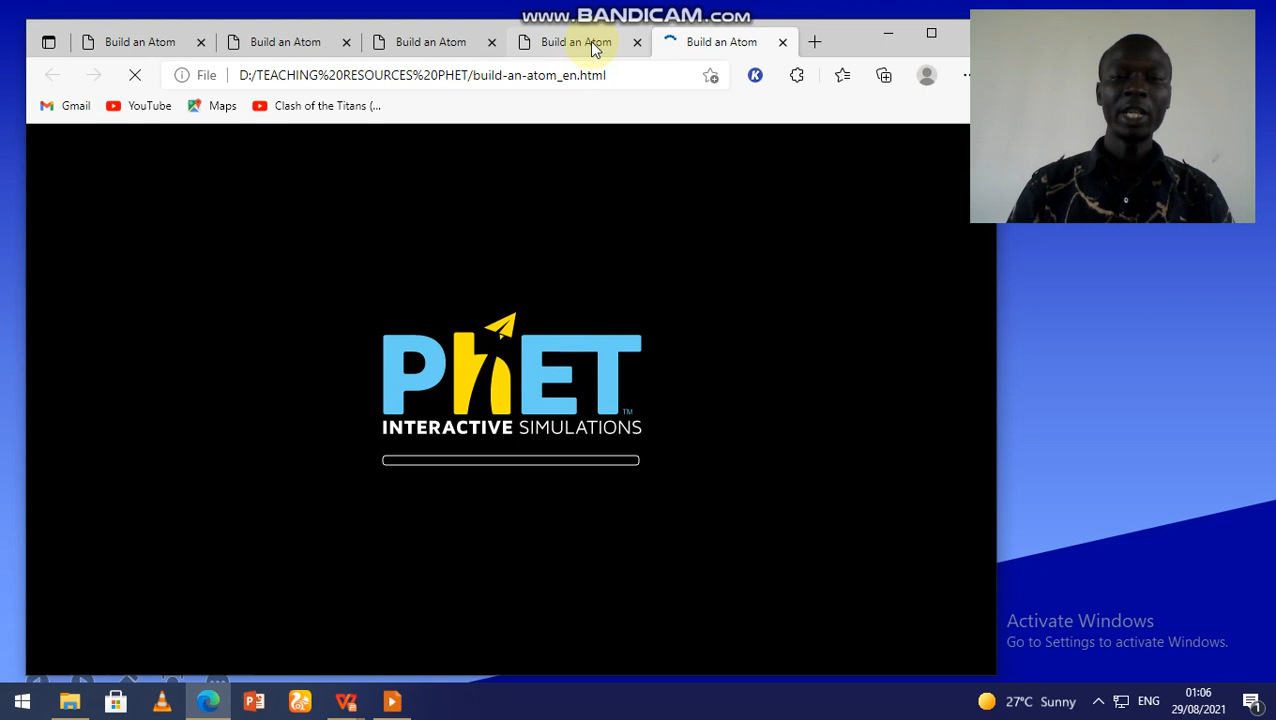 www.BANDICAM.com
Build an Atom
Build an Atom
Build an Atom
Build an Atom
Build an Atom
File
D:/TEACHING%20RESOURCES%20PHET/build-an-atom_en.html
Gmail
YouTube
Maps
Clash of the Titans (...
PhET
TM
INTERACTIVE SIMULATIONS
Activate Windows
Go to Settings to activate Windows.
27°C Sunny
ENG
01:06
29/08/2021
1